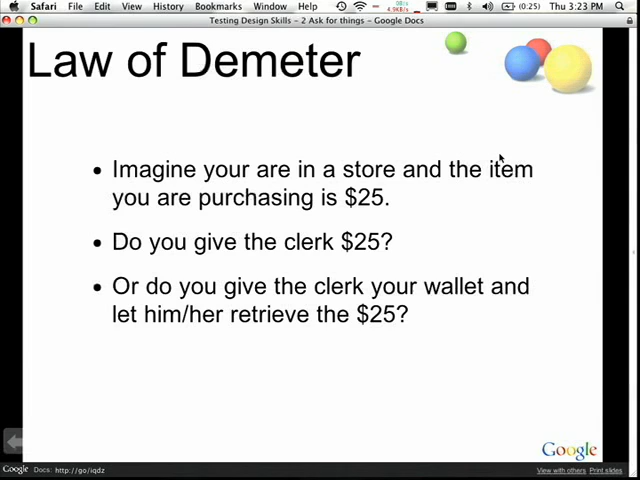 Safari File Edit View History Bookmarks Window Help (0:25) Thu 3:23 PM
Testing Design Skills – 2 Ask for things – Google Docs
Law of Demeter
• Imagine your are in a store and the item
you are purchasing is $25.
• Do you give the clerk $25?
• Or do you give the clerk your wallet and
let him/her retrieve the $25?
Google
Google Docs: http://go/iqdz View with others Print slides